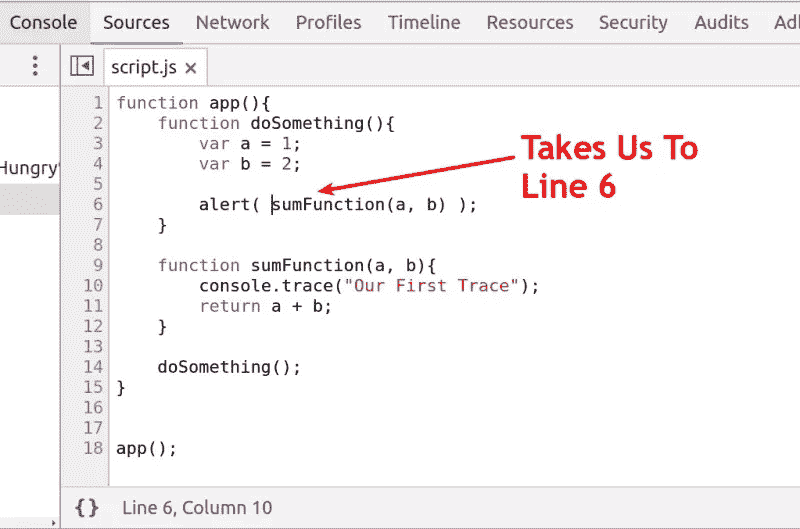 Console Sources Network Profiles Timeline Resources Security Audits
script.js ×
Hungry
1 function app(){
2 function doSomething(){
3 var a = 1;
4 var b = 2;
5
6 alert( sumFunction(a, b) );
7 }
8
9 function sumFunction(a, b){
10 console.trace("Our First Trace");
11 return a + b;
12 }
13
14 doSomething();
15 }
16
17
18 app();
Takes Us To
Line 6
{} Line 6, Column 10